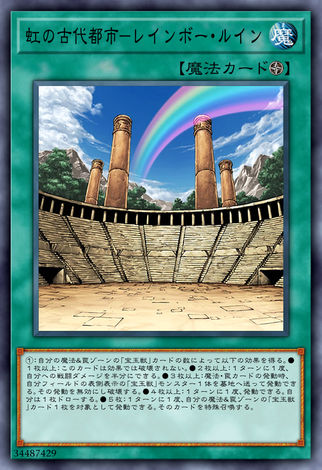 虹の古代都市−レインボー・ルイン
魔
【魔法カード】
①：自分の魔法&罠ゾーンの「宝玉獣」カードの数によって以下の効果を得る。●
１枚以上：このカードは効果では破壊されない。●２枚以上：１ターンに１度、
自分への戦闘ダメージを半分にできる。●３枚以上：魔法・罠カードの発動時、
自分フィールドの表側表示の「宝玉獣」モンスター１体を墓地へ送って発動でき
る。その発動を無効にし破壊する。●４枚以上：１ターンに１度、発動できる。自
分は１枚ドローする。●５枚：１ターンに１度、自分の魔法&罠ゾーンの「宝玉獣」
カード１枚を対象として発動できる。そのカードを特殊召喚する。
34487429